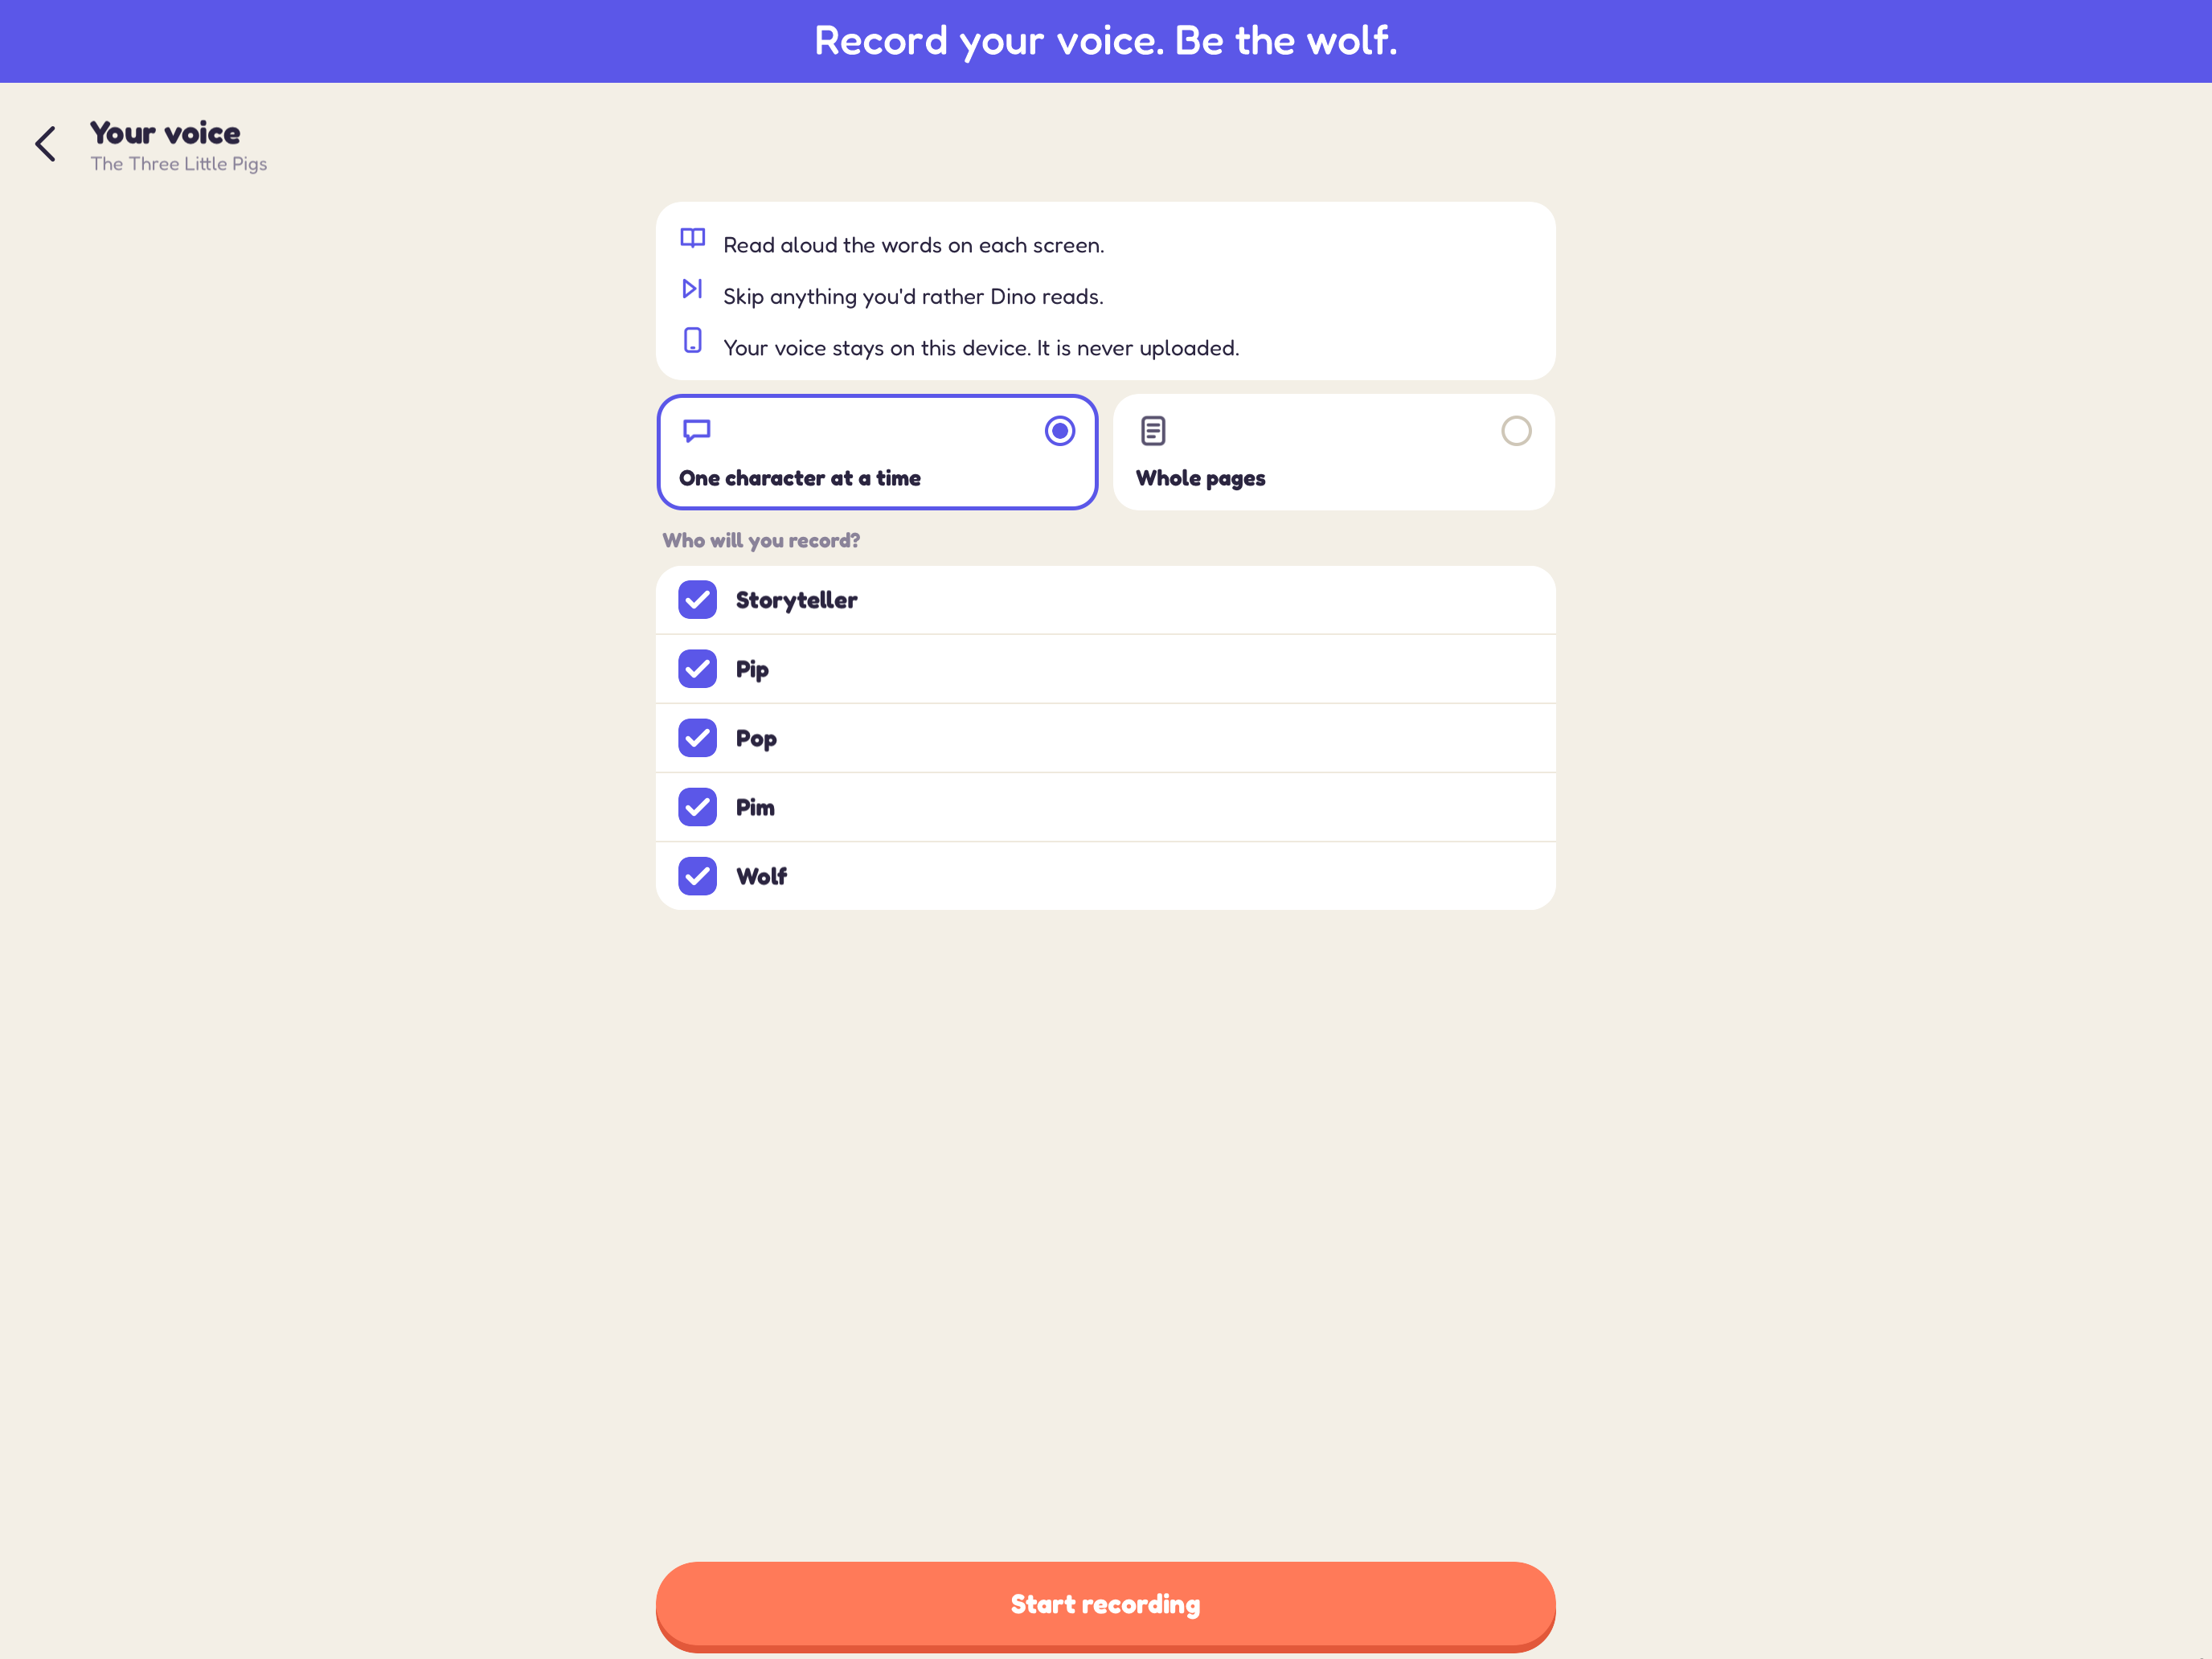 Record your voice. Be the wolf.
Your voice
The Three Little Pigs
Read aloud the words on each screen.
Skip anything you'd rather Dino reads.
Your voice stays on this device. It is never uploaded.
One character at a time
Whole pages
Who will you record?
Storyteller
Pip
Pop
Pim
Wolf
Start recording